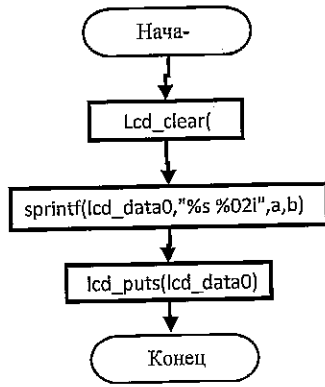 Нача-
Lcd_clear(
sprintf(lcd_data0,"%s %02i",a,b)
lcd_puts(lcd_data0)
Конец